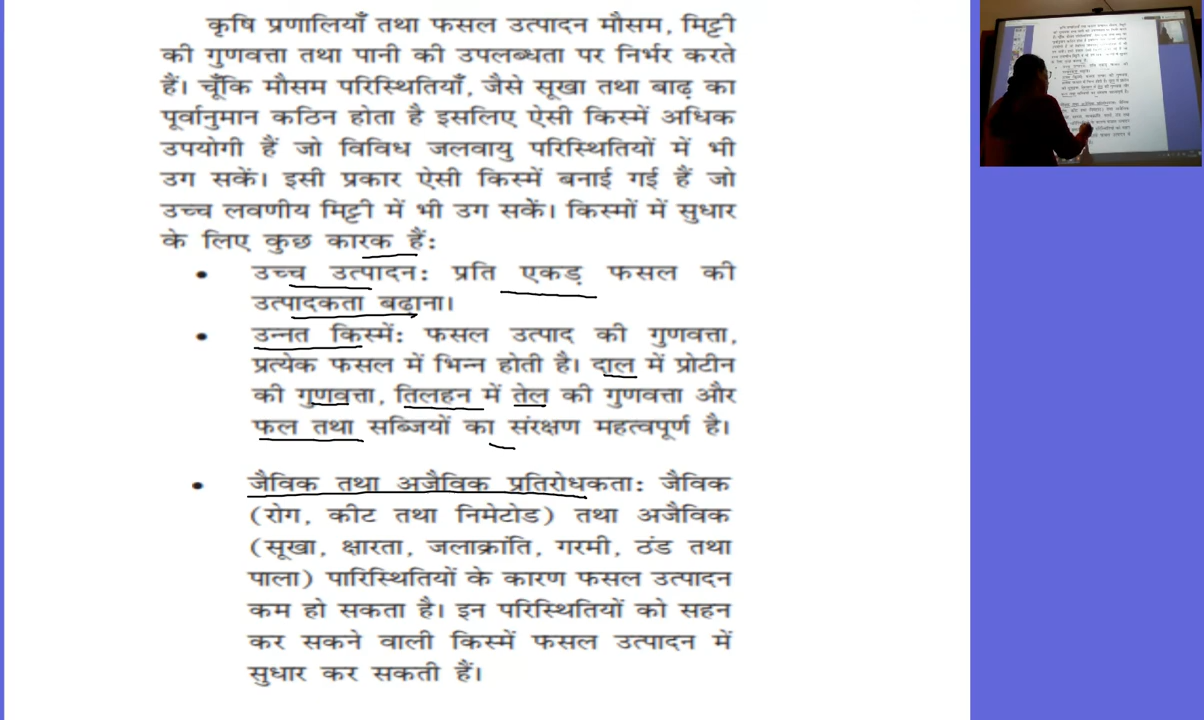 कृषि प्रणालियाँ तथा फसल उत्पादन मौसम, मिट्टी
की गुणवत्ता तथा पानी की उपलब्धता पर निर्भर करते
हैं। चूँकि मौसम परिस्थितियाँ, जैसे सूखा तथा बाढ़ का
पूर्वानुमान कठिन होता है इसलिए ऐसी किस्में अधिक
उपयोगी हैं जो विविध जलवायु परिस्थितियों में भी
उग सकें। इसी प्रकार ऐसी किस्में बनाई गई हैं जो
उच्च लवणीय मिट्टी में भी उग सकें। किस्मों में सुधार
के लिए कुछ कारक हैं:
• उच्च उत्पादन: प्रति एकड़ फसल की
उत्पादकता बढ़ाना।
• उन्नत किस्में: फसल उत्पाद की गुणवत्ता,
प्रत्येक फसल में भिन्न होती है। दाल में प्रोटीन
की गुणवत्ता, तिलहन में तेल की गुणवत्ता और
फल तथा सब्जियों का संरक्षण महत्वपूर्ण है।
• जैविक तथा अजैविक प्रतिरोधकता: जैविक
(रोग, कीट तथा निमेटोड) तथा अजैविक
(सूखा, क्षारता, जलाक्रांति, गरमी, ठंड तथा
पाला) पारिस्थितियों के कारण फसल उत्पादन
कम हो सकता है। इन परिस्थितियों को सहन
कर सकने वाली किस्में फसल उत्पादन में
सुधार कर सकती हैं।